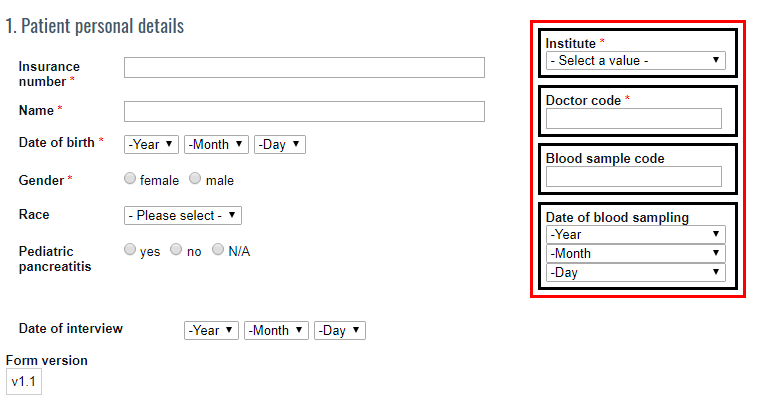 1. Patient personal details
Insurance
number *
Name *
Date of birth *
-Year
-Month
-Day
Gender *
female
male
Race
- Please select -
Pediatric
pancreatitis
yes
no
N/A
Date of interview
-Year
-Month
-Day
Form version
v1.1
Institute *
- Select a value -
Doctor code *
Blood sample code
Date of blood sampling
-Year
-Month
-Day